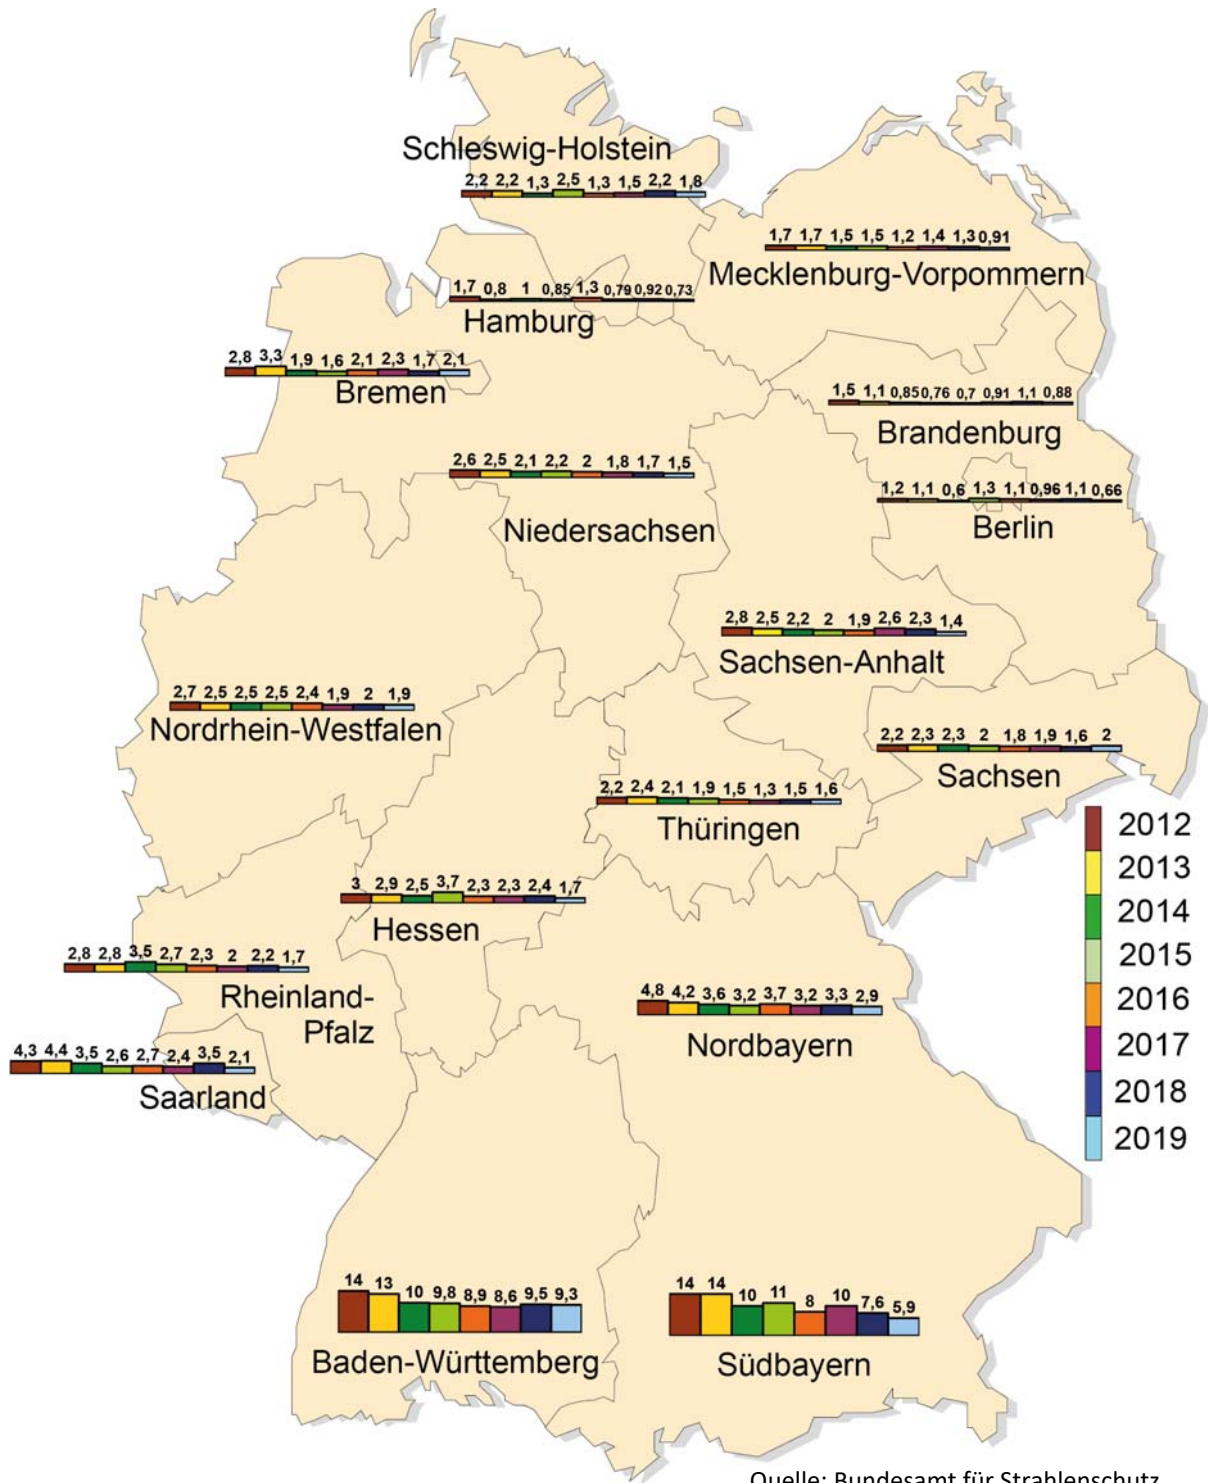 Schleswig-Holstein
2,2 2,2 1,3 2,5 1,3 1,5 2,2 1,8
1,7 1,7 1,5 1,5 1,2 1,4 1,3 0,91
Mecklenburg-Vorpommern
1,7 0,8 1 0,85 1,3 0,79 0,92 0,73
Hamburg
2,8 3,3 1,9 1,6 2,1 2,3 1,7 2,1
Bremen
1,5 1,1 0,85 0,76 0,7 0,91 1,1 0,88
Brandenburg
2,6 2,5 2,1 2,2 2 1,8 1,7 1,5
Niedersachsen
1,2 1,1 0,6 1,3 1,1 0,96 1,1 0,66
Berlin
2,8 2,5 2,2 2 1,9 2,6 2,3 1,4
Sachsen-Anhalt
2,7 2,5 2,5 2,5 2,4 1,9 2 1,9
Nordrhein-Westfalen
2,2 2,3 2,3 2 1,8 1,9 1,6 2
Sachsen
2,2 2,4 2,1 1,9 1,5 1,3 1,5 1,6
Thüringen
3 2,9 2,5 3,7 2,3 2,3 2,4 1,7
Hessen
2,8 2,8 3,5 2,7 2,3 2 2,2 1,7
Rheinland-
Pfalz
4,8 4,2 3,6 3,2 3,7 3,2 3,3 2,9
Nordbayern
4,3 4,4 3,5 2,6 2,7 2,4 3,5 2,1
Saarland
2012
2013
2014
2015
2016
2017
2018
2019
14 13 10 9,8 8,9 8,6 9,5 9,3
Baden-Württemberg
14 14 10 11 8 10 7,6 5,9
Südbayern
Quelle: Bundesamt für Strahlenschutz